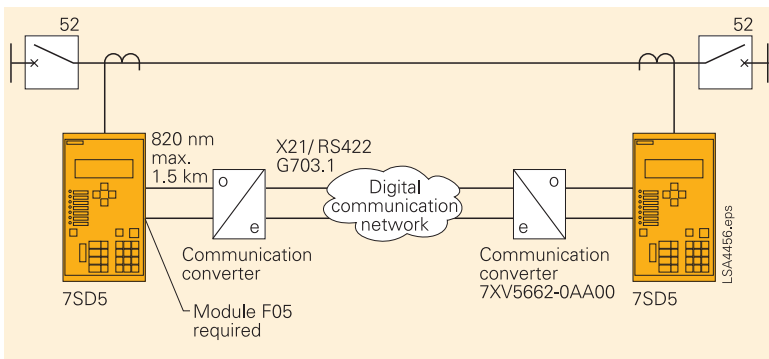 52
52
820 nm
max.
1.5 km
X21/ RS422
G703.1
o
e
Digital
communication
network
o
e
Communication
converter
Communication
converter
7XV5662-0AA00
7SD5
Module F05
required
7SD5
LSA4456.eps